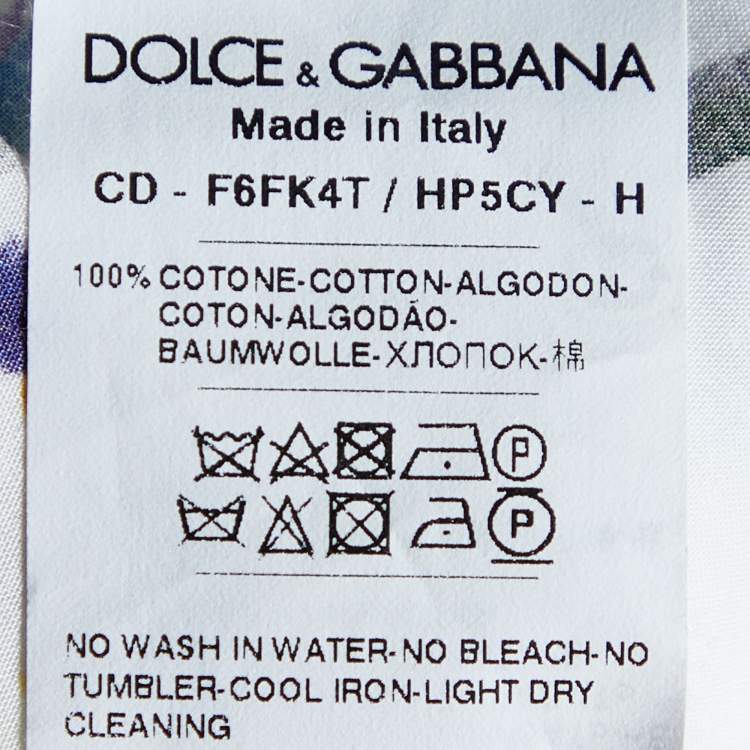 DOLCE & GABBANA
Made in Italy
CD - F6FK4T / HP5CY - H
100% COTONE-COTTON-ALGODON-
COTON-ALGODÃO-
BAUMWOLLE-ХЛОПОК-棉
P
P
NO WASH IN WATER-NO BLEACH-NO
TUMBLER-COOL IRON-LIGHT DRY
CLEANING